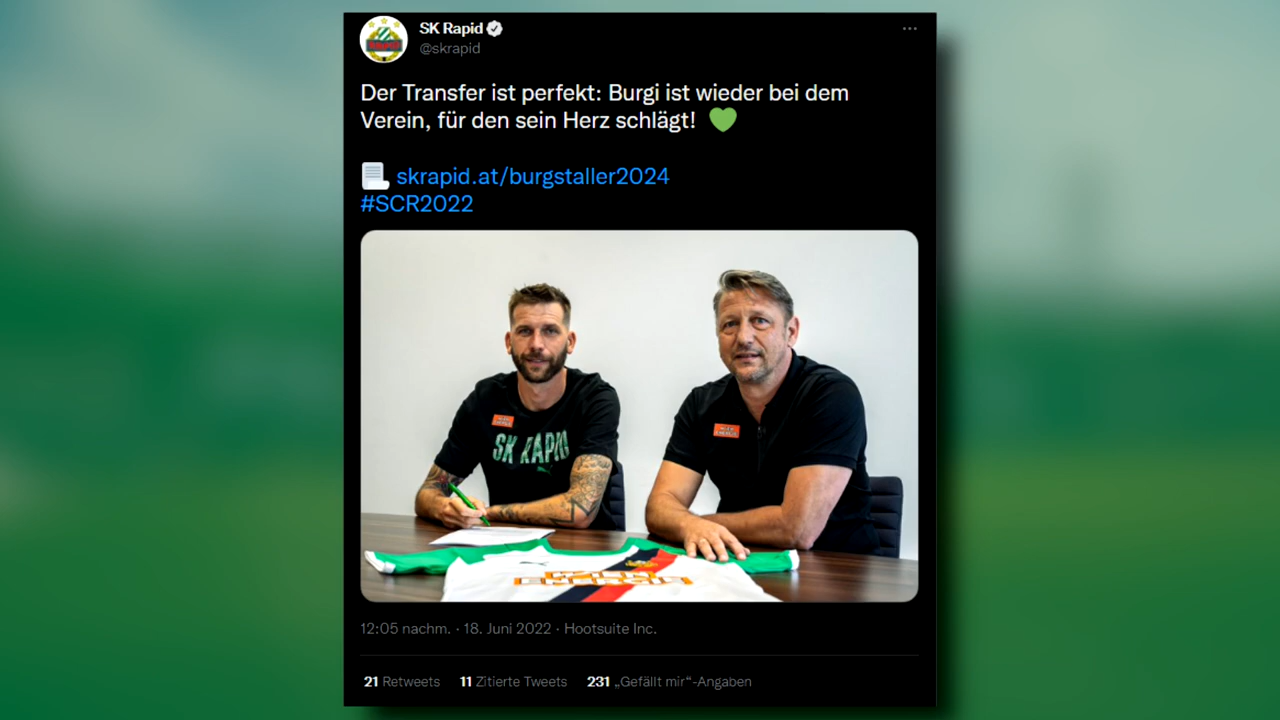 SK Rapid
@skrapid
Der Transfer ist perfekt: Burgi ist wieder bei dem
Verein, für den sein Herz schlägt! 💚
skrapid.at/burgstaller2024
#SCR2022
SK RAPID
WIEN
ENERGIE
12:05 nachm. · 18. Juni 2022 · Hootsuite Inc.
21 Retweets 11 Zitierte Tweets 231 „Gefällt mir“-Angaben